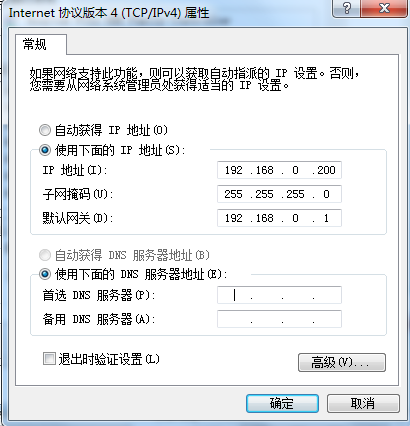 Internet 协议版本 4 (TCP/IPv4) 属性
常规
如果网络支持此功能，则可以获取自动指派的 IP 设置。否则，
您需要从网络系统管理员处获得适当的 IP 设置。
自动获得 IP 地址(O)
使用下面的 IP 地址(S):
IP 地址(I): 192 .168 . 0 .200
子网掩码(U): 255 .255 .255 . 0
默认网关(D): 192 .168 . 0 . 1
自动获得 DNS 服务器地址(B)
使用下面的 DNS 服务器地址(E):
首选 DNS 服务器(P): . . .
备用 DNS 服务器(A): . . .
退出时验证设置(L)
高级(V)...
确定 取消